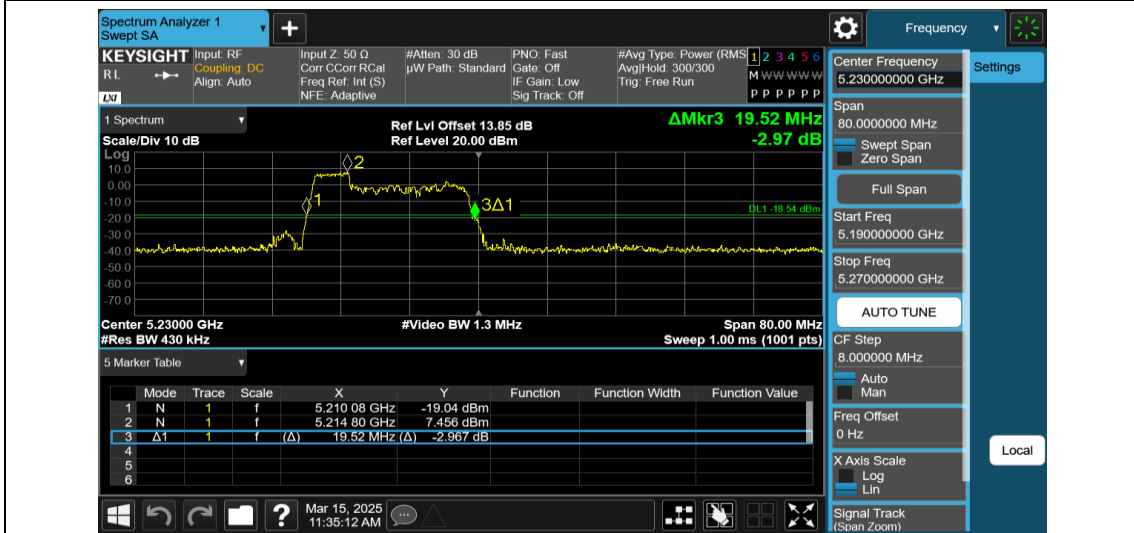 Spectrum Analyzer 1
Swept SA
▼
+
Frequency
▼
KEYSIGHT
RL
LXI
Input: RF
Coupling: DC
Align: Auto
Input Z: 50 Ω
Corr CCorr RCal
Freq Ref: Int (S)
NFE: Adaptive
#Atten: 30 dB
µW Path: Standard
PNO: Fast
Gate: Off
IF Gain: Low
Sig Track: Off
#Avg Type: Power (RMS
Avg|Hold: 300/300
Trig: Free Run
1 2 3 4 5 6
M W W W W W
P P P P P P
1 Spectrum
▼
Scale/Div 10 dB
Ref Lvl Offset 13.85 dB
Ref Level 20.00 dBm
ΔMkr3 19.52 MHz
-2.97 dB
Log
10.0
0.00
-10.0
-20.0
-30.0
-40.0
-50.0
-60.0
-70.0
1
2
3Δ1
DL1 -18.54 dBm
Center 5.23000 GHz
#Res BW 430 kHz
#Video BW 1.3 MHz
Span 80.00 MHz
Sweep 1.00 ms (1001 pts)
5 Marker Table
▼
Mode Trace Scale X Y Function Function Width Function Value
1 N 1 f 5.210 08 GHz -19.04 dBm
2 N 1 f 5.214 80 GHz 7.456 dBm
3 Δ1 1 f (Δ) 19.52 MHz (Δ) -2.967 dB
4
5
6
?
Mar 15, 2025
11:35:12 AM
Center Frequency
5.230000000 GHz
Span
80.0000000 MHz
Swept Span
Zero Span
Full Span
Start Freq
5.190000000 GHz
Stop Freq
5.270000000 GHz
AUTO TUNE
CF Step
8.000000 MHz
Auto
Man
Freq Offset
0 Hz
X Axis Scale
Log
Lin
Signal Track
(Span Zoom)
Settings
Local